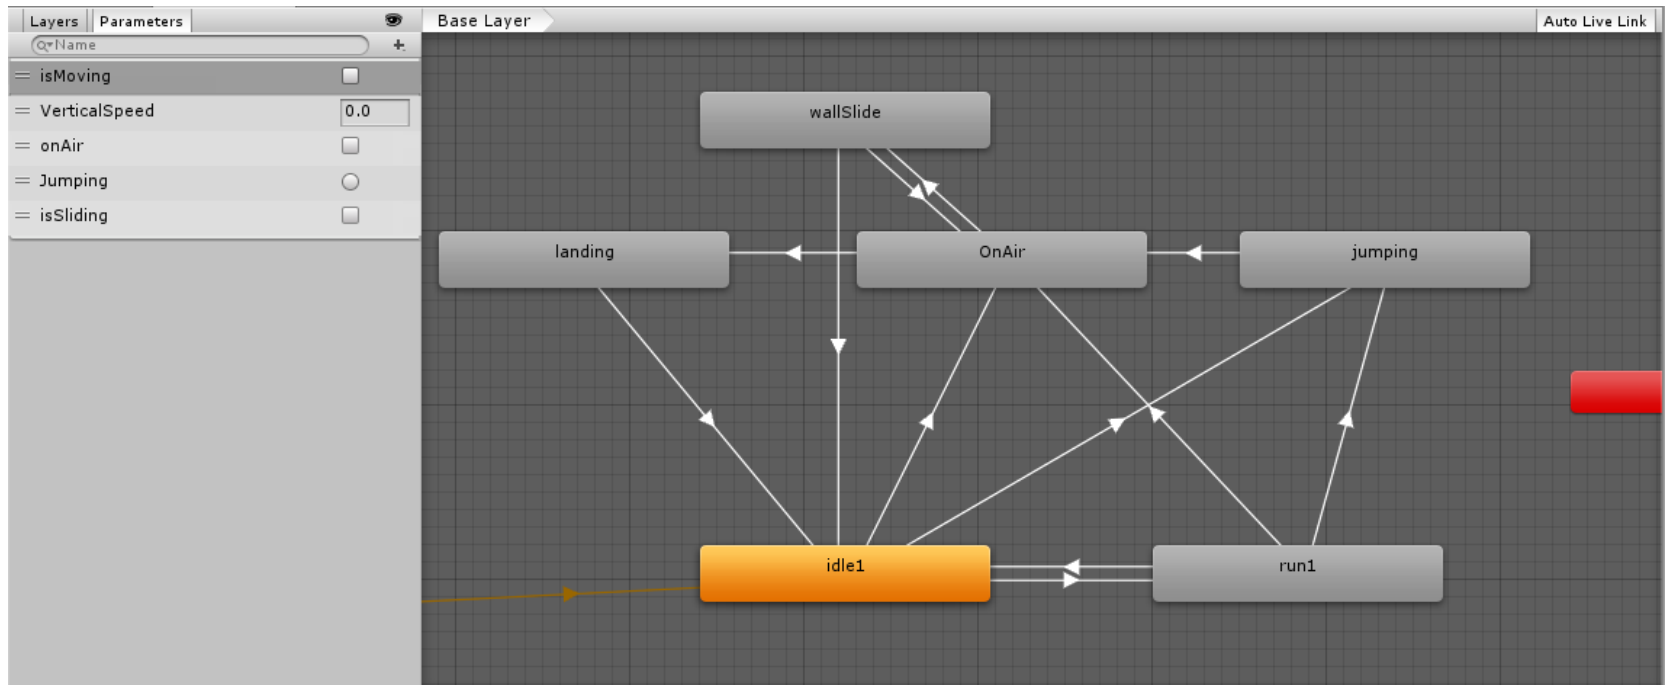 Layers Parameters
Name
isMoving
VerticalSpeed 0.0
onAir
Jumping
isSliding
Base Layer Auto Live Link
wallSlide
landing OnAir jumping
idle1 run1